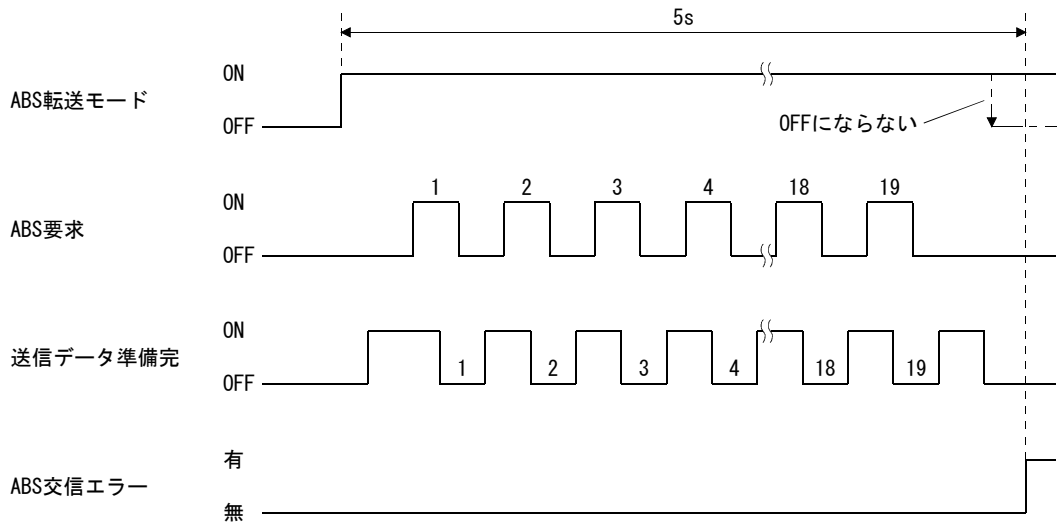 5s
ON
ABS転送モード
OFF
OFFにならない
1 2 3 4 18 19
ON
ABS要求
OFF
ON
送信データ準備完
OFF
1 2 3 4 18 19
有
ABS交信エラー
無